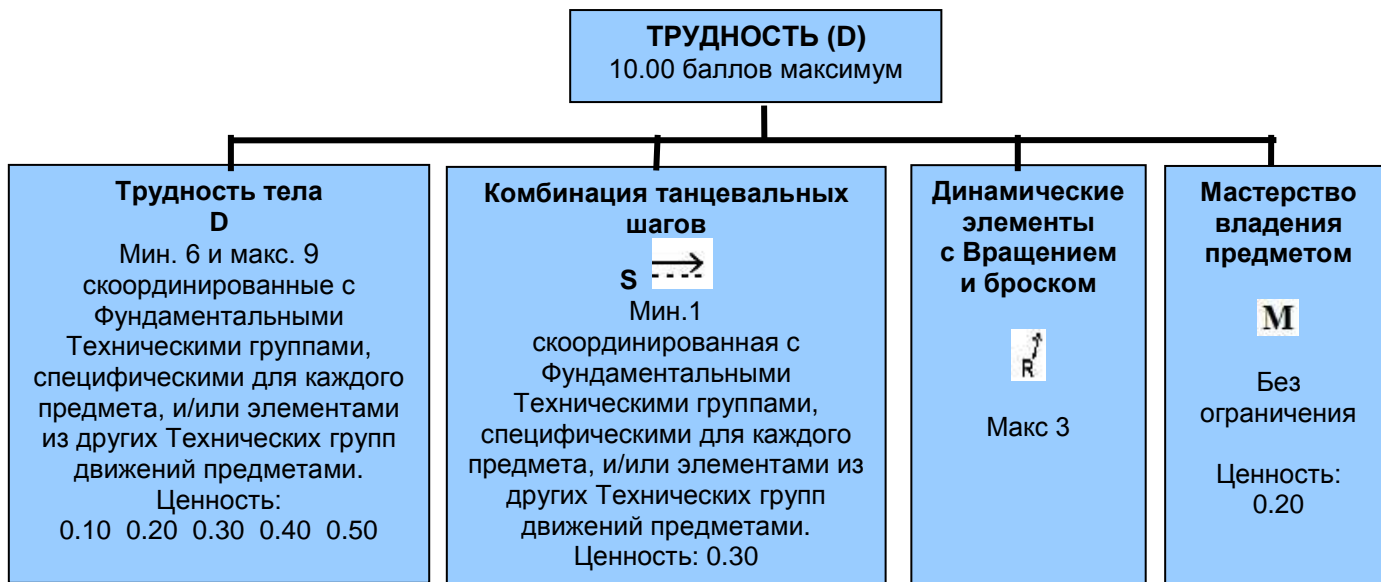 ТРУДНОСТЬ (D)
10.00 баллов максимум
Трудность тела
D
Мин. 6 и макс. 9
скоординированные с
Фундаментальными
Техническими группами,
специфическими для каждого
предмета, и/или элементами
из других Технических групп
движений предметами.
Ценность:
0.10 0.20 0.30 0.40 0.50
Комбинация танцевальных
шагов
S
Мин.1
скоординированная с
Фундаментальными
Техническими группами,
специфическими для каждого
предмета, и/или элементами из
других Технических групп
движений предметами.
Ценность: 0.30
Динамические
элементы
с Вращением
и броском
R
Макс 3
Мастерство
владения
предметом
M
Без
ограничения
Ценность:
0.20